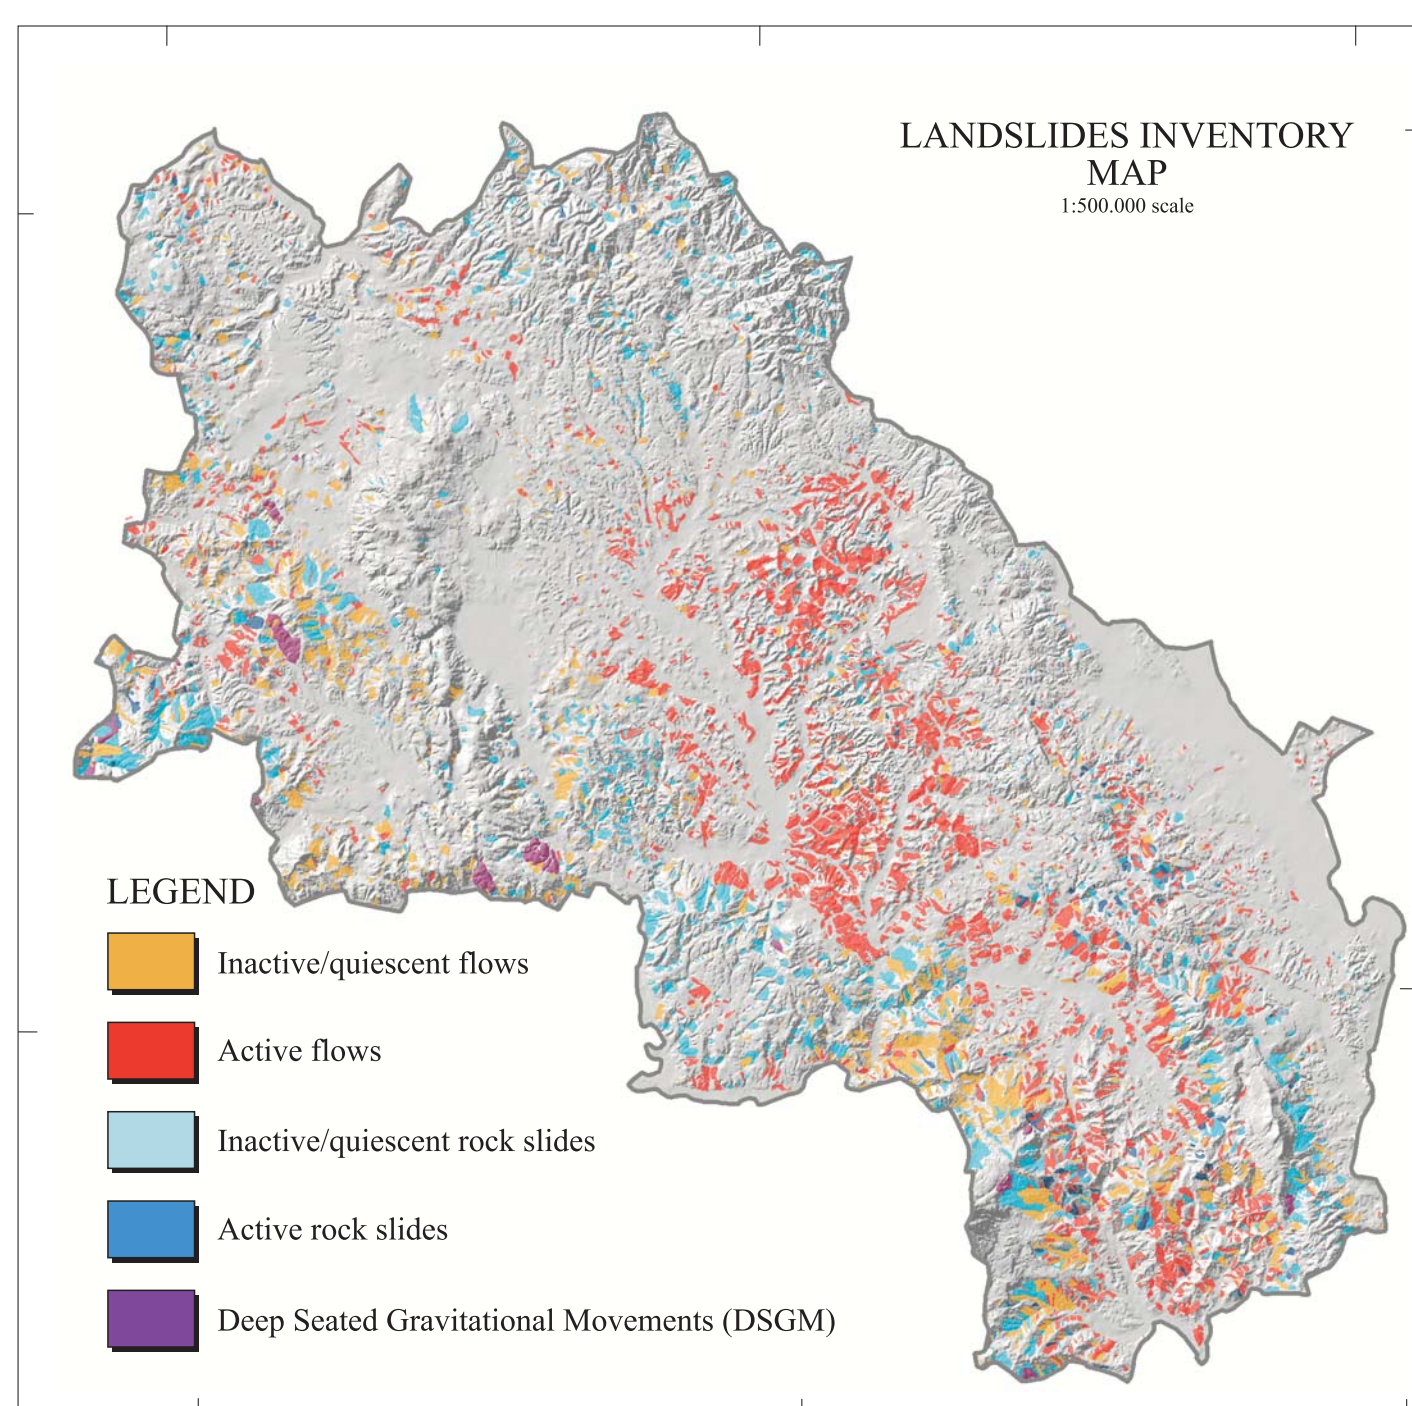 LANDSLIDES INVENTORY
MAP
1:500.000 scale
LEGEND
Inactive/quiescent flows
Active flows
Inactive/quiescent rock slides
Active rock slides
Deep Seated Gravitational Movements (DSGM)